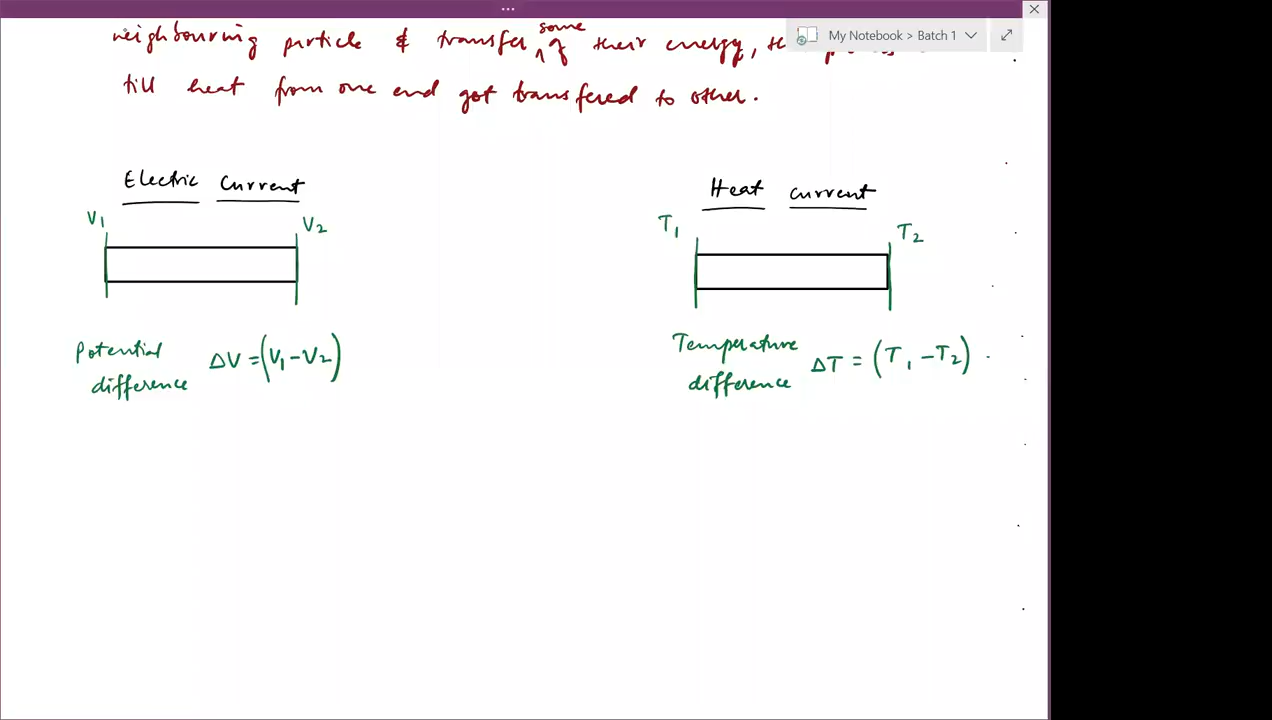 neighbouring particle & transfer some of their energy,
My Notebook > Batch 1
till heat from one end got transfered to other.
Electric Current
V1
V2
Potential difference ΔV = (V1 - V2)
Heat current
T1
T2
Temperature difference ΔT = (T1 - T2)